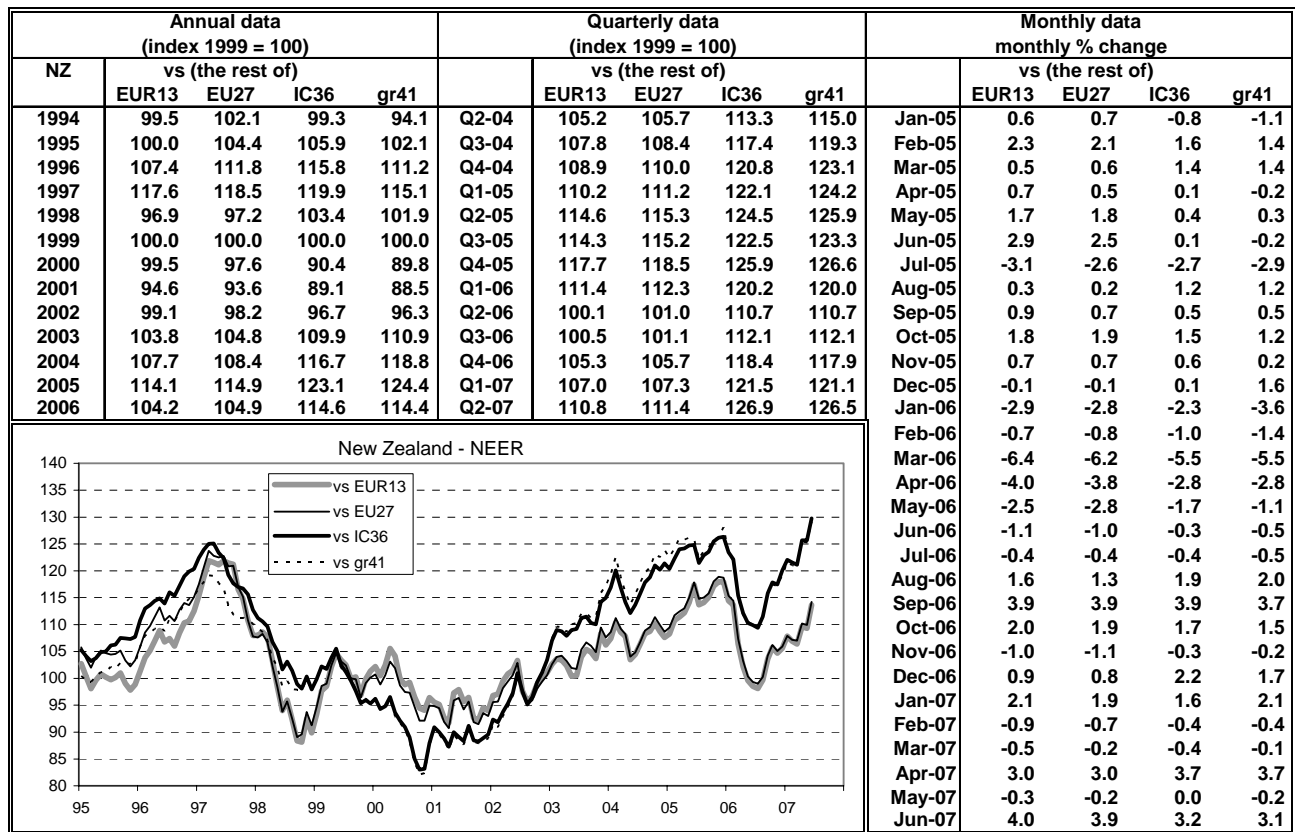 Annual data
(index 1999 = 100)
NZ vs (the rest of)
EUR13 EU27 IC36 gr41
1994 99.5 102.1 99.3 94.1
1995 100.0 104.4 105.9 102.1
1996 107.4 111.8 115.8 111.2
1997 117.6 118.5 119.9 115.1
1998 96.9 97.2 103.4 101.9
1999 100.0 100.0 100.0 100.0
2000 99.5 97.6 90.4 89.8
2001 94.6 93.6 89.1 88.5
2002 99.1 98.2 96.7 96.3
2003 103.8 104.8 109.9 110.9
2004 107.7 108.4 116.7 118.8
2005 114.1 114.9 123.1 124.4
2006 104.2 104.9 114.6 114.4
Quarterly data
(index 1999 = 100)
vs (the rest of)
EUR13 EU27 IC36 gr41
Q2-04 105.2 105.7 113.3 115.0
Q3-04 107.8 108.4 117.4 119.3
Q4-04 108.9 110.0 120.8 123.1
Q1-05 110.2 111.2 122.1 124.2
Q2-05 114.6 115.3 124.5 125.9
Q3-05 114.3 115.2 122.5 123.3
Q4-05 117.7 118.5 125.9 126.6
Q1-06 111.4 112.3 120.2 120.0
Q2-06 100.1 101.0 110.7 110.7
Q3-06 100.5 101.1 112.1 112.1
Q4-06 105.3 105.7 118.4 117.9
Q1-07 107.0 107.3 121.5 121.1
Q2-07 110.8 111.4 126.9 126.5
Monthly data
monthly % change
vs (the rest of)
EUR13 EU27 IC36 gr41
Jan-05 0.6 0.7 -0.8 -1.1
Feb-05 2.3 2.1 1.6 1.4
Mar-05 0.5 0.6 1.4 1.4
Apr-05 0.7 0.5 0.1 -0.2
May-05 1.7 1.8 0.4 0.3
Jun-05 2.9 2.5 0.1 -0.2
Jul-05 -3.1 -2.6 -2.7 -2.9
Aug-05 0.3 0.2 1.2 1.2
Sep-05 0.9 0.7 0.5 0.5
Oct-05 1.8 1.9 1.5 1.2
Nov-05 0.7 0.7 0.6 0.2
Dec-05 -0.1 -0.1 0.1 1.6
Jan-06 -2.9 -2.8 -2.3 -3.6
Feb-06 -0.7 -0.8 -1.0 -1.4
Mar-06 -6.4 -6.2 -5.5 -5.5
Apr-06 -4.0 -3.8 -2.8 -2.8
May-06 -2.5 -2.8 -1.7 -1.1
Jun-06 -1.1 -1.0 -0.3 -0.5
Jul-06 -0.4 -0.4 -0.4 -0.5
Aug-06 1.6 1.3 1.9 2.0
Sep-06 3.9 3.9 3.9 3.7
Oct-06 2.0 1.9 1.7 1.5
Nov-06 -1.0 -1.1 -0.3 -0.2
Dec-06 0.9 0.8 2.2 1.7
Jan-07 2.1 1.9 1.6 2.1
Feb-07 -0.9 -0.7 -0.4 -0.4
Mar-07 -0.5 -0.2 -0.4 -0.1
Apr-07 3.0 3.0 3.7 3.7
May-07 -0.3 -0.2 0.0 -0.2
Jun-07 4.0 3.9 3.2 3.1
New Zealand - NEER
vs EUR13
vs EU27
vs IC36
vs gr41
140
135
130
125
120
115
110
105
100
95
90
85
80
95 96 97 98 99 00 01 02 03 04 05 06 07